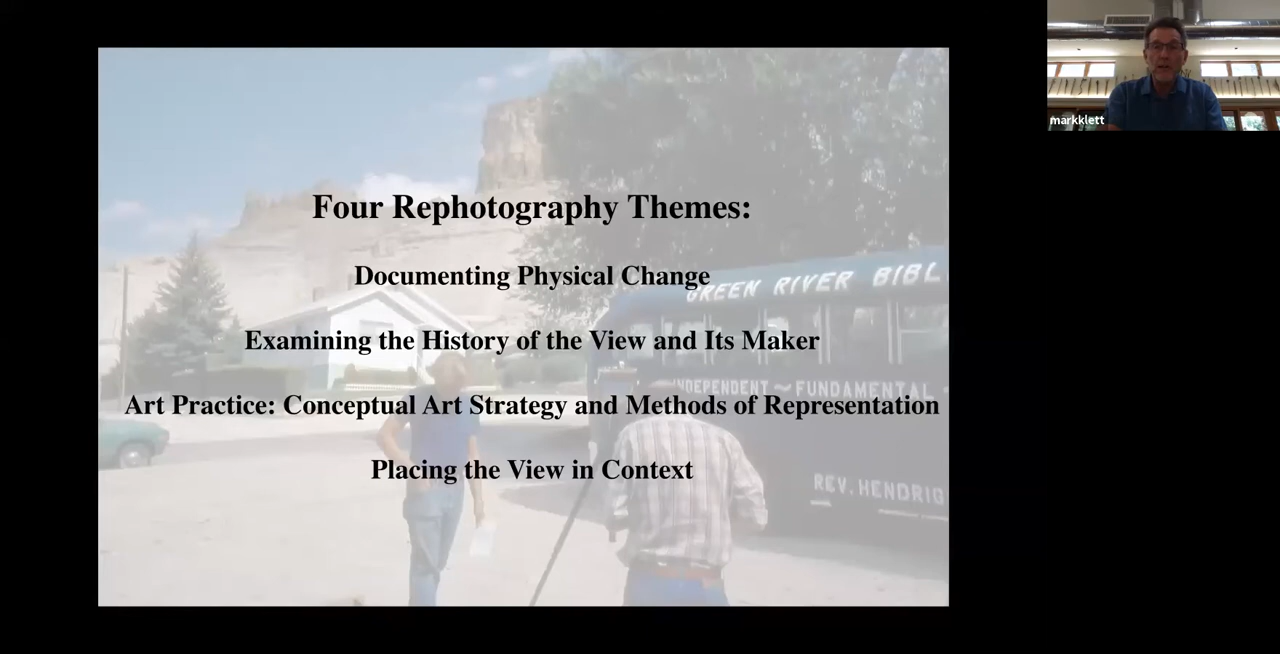 markklett
Four Rephotography Themes:
Documenting Physical Change
GREEN RIVER BIBL
Examining the History of the View and Its Maker
INDEPENDENT ~ FUNDAMENTAL
Art Practice: Conceptual Art Strategy and Methods of Representation
Placing the View in Context
REV. HENDRI